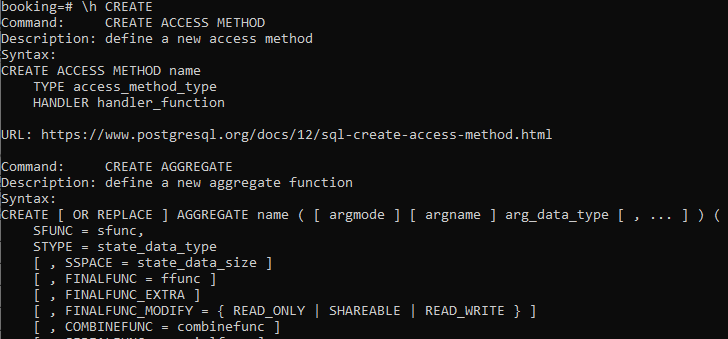 booking=# \h CREATE
Command:     CREATE ACCESS METHOD
Description: define a new access method
Syntax:
CREATE ACCESS METHOD name
    TYPE access_method_type
    HANDLER handler_function

URL: https://www.postgresql.org/docs/12/sql-create-access-method.html

Command:     CREATE AGGREGATE
Description: define a new aggregate function
Syntax:
CREATE [ OR REPLACE ] AGGREGATE name ( [ argmode ] [ argname ] arg_data_type [ , ... ] ) (
    SFUNC = sfunc,
    STYPE = state_data_type
    [ , SSPACE = state_data_size ]
    [ , FINALFUNC = ffunc ]
    [ , FINALFUNC_EXTRA ]
    [ , FINALFUNC_MODIFY = { READ_ONLY | SHAREABLE | READ_WRITE } ]
    [ , COMBINEFUNC = combinefunc ]